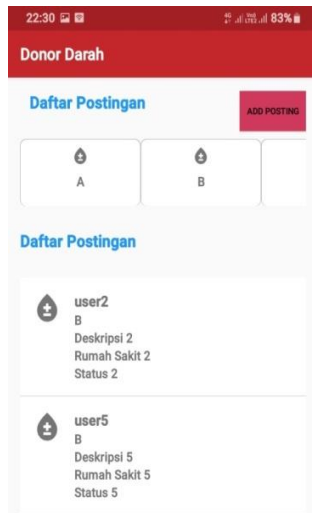 22:30 83%
Donor Darah
Daftar Postingan
ADD POSTING
A
B
Daftar Postingan
user2
B
Deskripsi 2
Rumah Sakit 2
Status 2
user5
B
Deskripsi 5
Rumah Sakit 5
Status 5